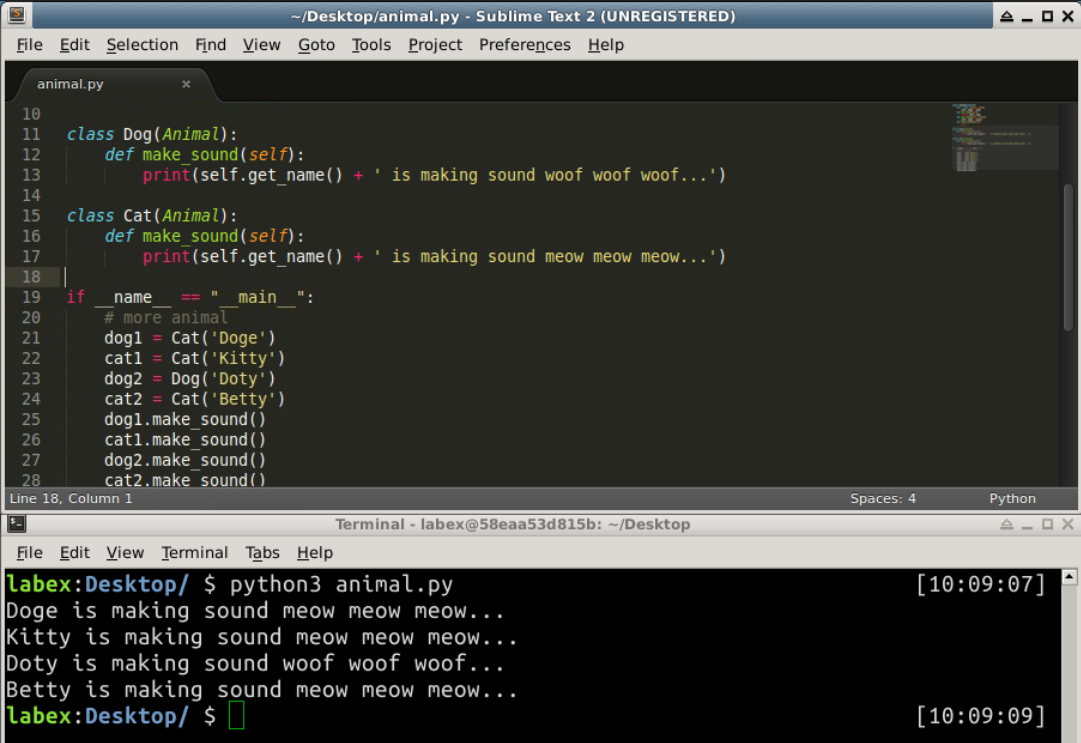 ~/Desktop/animal.py - Sublime Text 2 (UNREGISTERED)
File Edit Selection Find View Goto Tools Project Preferences Help
animal.py ×
10
11 class Dog(Animal):
12     def make_sound(self):
13         print(self.get_name() + ' is making sound woof woof woof...')
14
15 class Cat(Animal):
16     def make_sound(self):
17         print(self.get_name() + ' is making sound meow meow meow...')
18
19 if __name__ == "__main__":
20     # more animal
21     dog1 = Cat('Doge')
22     cat1 = Cat('Kitty')
23     dog2 = Dog('Doty')
24     cat2 = Cat('Betty')
25     dog1.make_sound()
26     cat1.make_sound()
27     dog2.make_sound()
28     cat2.make_sound()
Line 18, Column 1 Spaces: 4 Python
Terminal - labex@58eaa53d815b: ~/Desktop
File Edit View Terminal Tabs Help
labex:Desktop/ $ python3 animal.py [10:09:07]
Doge is making sound meow meow meow...
Kitty is making sound meow meow meow...
Doty is making sound woof woof woof...
Betty is making sound meow meow meow...
labex:Desktop/ $ [10:09:09]